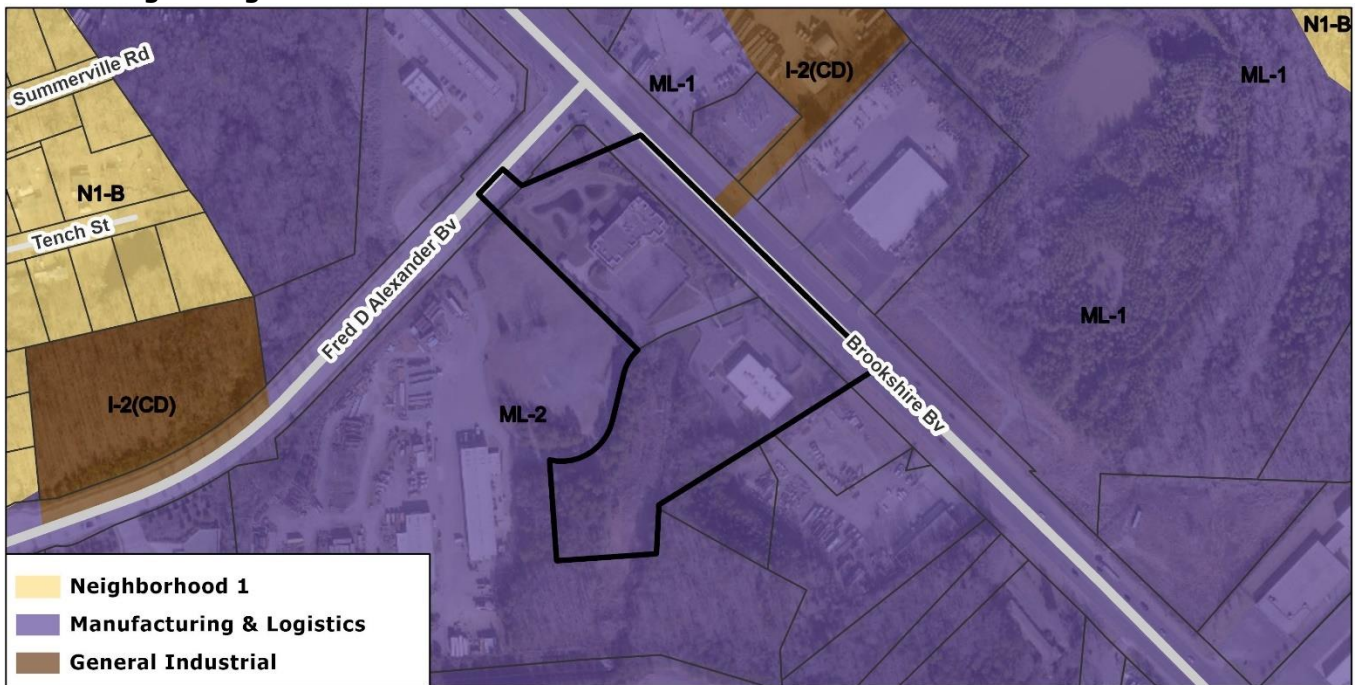 N1-B
Summerville Rd
ML-1
I-2(CD)
ML-1
N1-B
Tench St
Fred D Alexander Bv
ML-1
Brookshire Bv
I-2(CD)
ML-2
Neighborhood 1
Manufacturing & Logistics
General Industrial